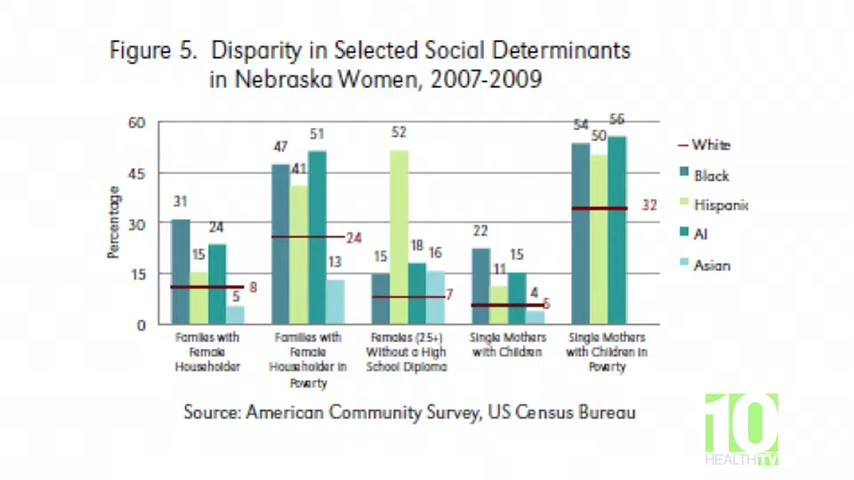 Figure 5. Disparity in Selected Social Determinants
in Nebraska Women, 2007-2009
Percentage
60
45
30
15
0
31
15
24
5
8
47
41
51
13
24
15
52
18
16
7
22
11
15
4
6
54
50
56
32
White
Black
Hispanic
AI
Asian
Families with
Female
Householder
Families with
Female
Householder in
Poverty
Females (25+)
Without a High
School Diploma
Single Mothers
with Children
Single Mothers
with Children in
Poverty
Source: American Community Survey, US Census Bureau
10
HEALTH TV